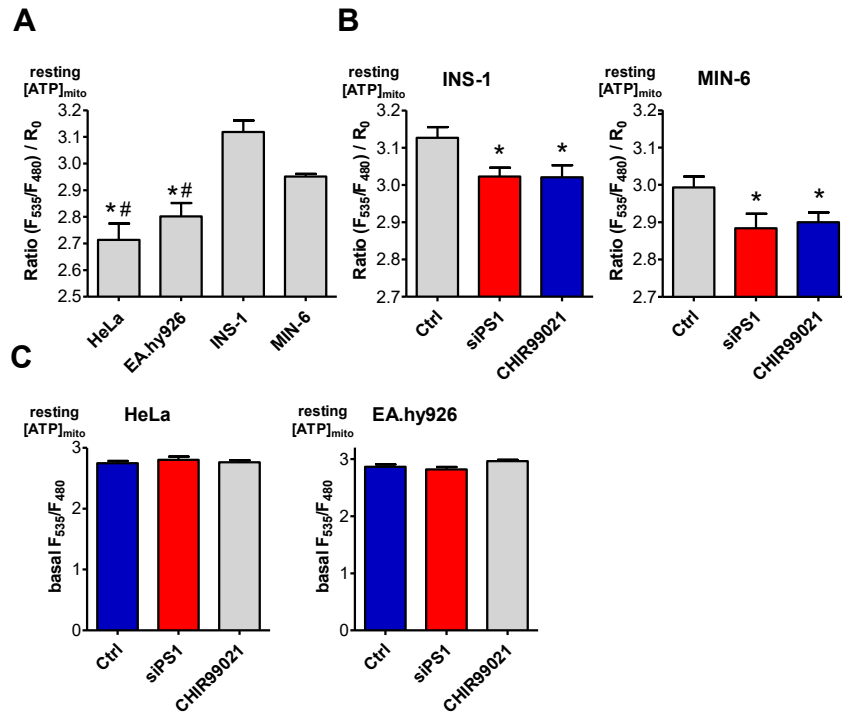 A
resting
[ATP]mito
Ratio (F535/F480) / R0
3.2
3.1
3.0
2.9
2.8
2.7
2.6
2.5
*#
*#
HeLa
EA.hy926
INS-1
MIN-6
B
resting
[ATP]mito
INS-1
Ratio (F535/F480) / R0
3.2
3.1
3.0
2.9
2.7
*
*
Ctrl
siPS1
CHIR99021
resting
[ATP]mito
MIN-6
Ratio (F535/F480) / R0
3.2
3.1
3.0
2.9
2.7
*
*
Ctrl
siPS1
CHIR99021
C
resting
[ATP]mito
HeLa
basal F535/F480
3
2
1
0
Ctrl
siPS1
CHIR99021
resting
[ATP]mito
EA.hy926
basal F535/F480
3
2
1
0
Ctrl
siPS1
CHIR99021